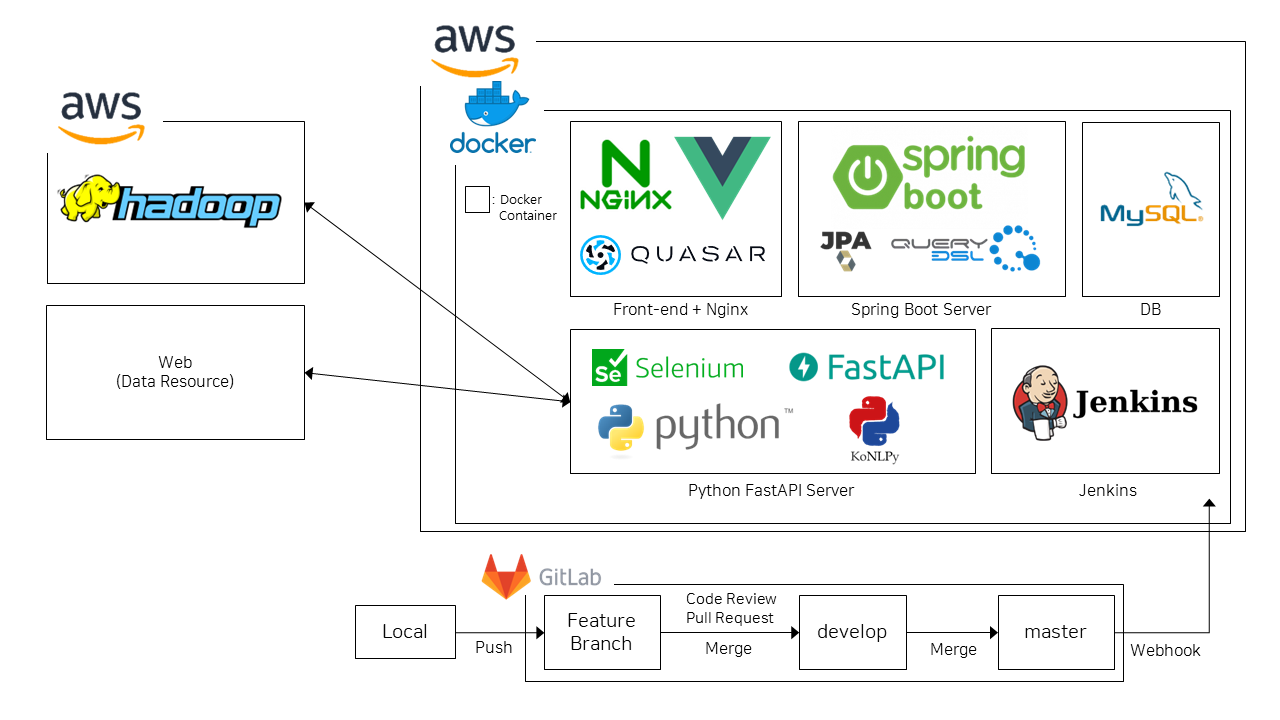 aws
hadoop
Web
(Data Resource)
aws
docker
: Docker
Container
NGiNX
QUASAR
Front-end + Nginx
spring
boot
JPA
QUERY
DSL
Spring Boot Server
MySQL®
DB
Se Selenium
FastAPI
python™
KoNLPy
Python FastAPI Server
Jenkins
Jenkins
GitLab
Local
Push
Feature
Branch
Code Review
Pull Request
Merge
develop
Merge
master
Webhook